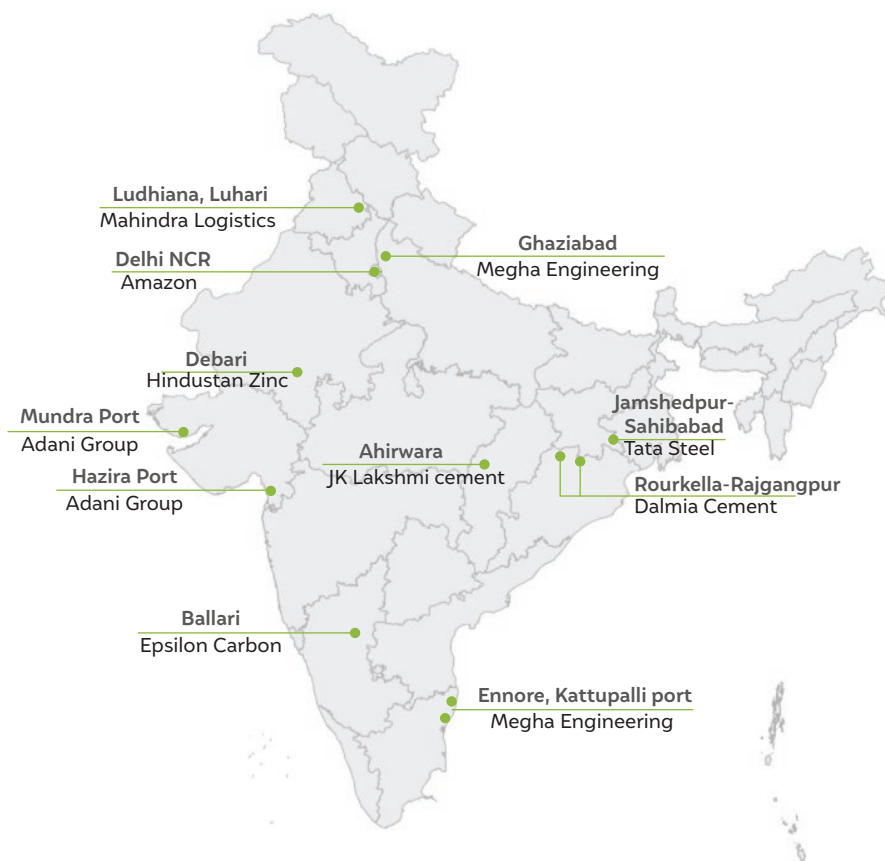 Ludhiana, Luhari
Mahindra Logistics
Delhi NCR
Amazon
Ghaziabad
Megha Engineering
Debari
Hindustan Zinc
Mundra Port
Adani Group
Hazira Port
Adani Group
Ahirwara
JK Lakshmi cement
Jamshedpur-
Sahibabad
Tata Steel
Rourkella-Rajgangpur
Dalmia Cement
Ballari
Epsilon Carbon
Ennore, Kattupalli port
Megha Engineering